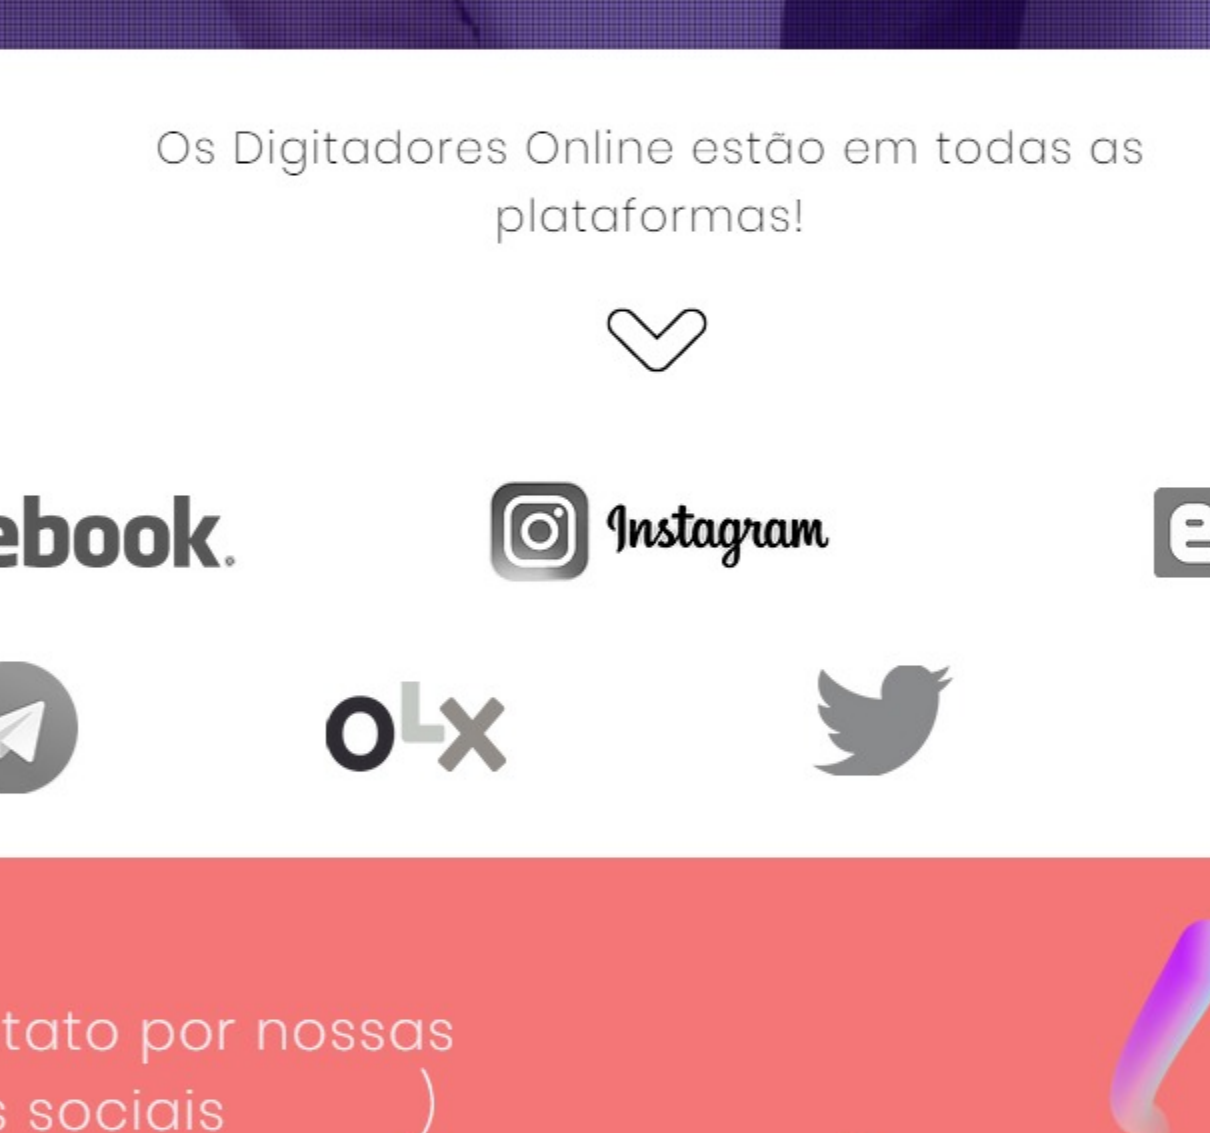 Os Digitadores Online estão em todas as
plataformas!
ebook.
Instagram
OLX
tato por nossas
s sociais )